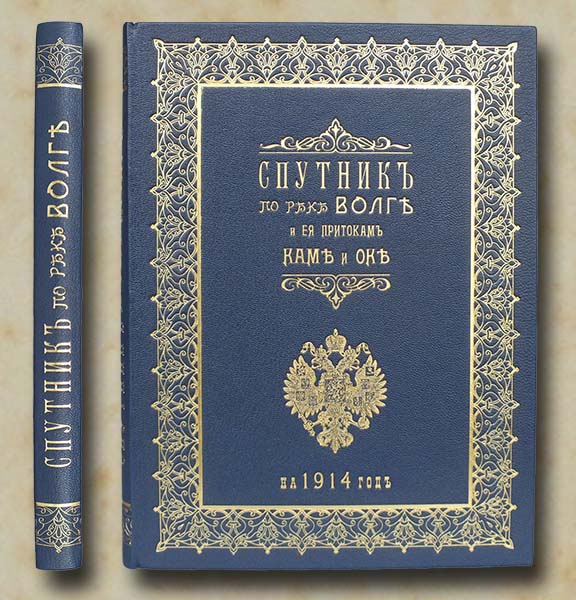 СПУТНИКЪ ПО РѢКѢ ВОЛГѢ
СПУТНИКЪ
ПО РѢКѢ ВОЛГѢ
И ЕЯ ПРИТОКАМЪ
КАМѢ И ОКѢ
НА 1914 ГОДЪ